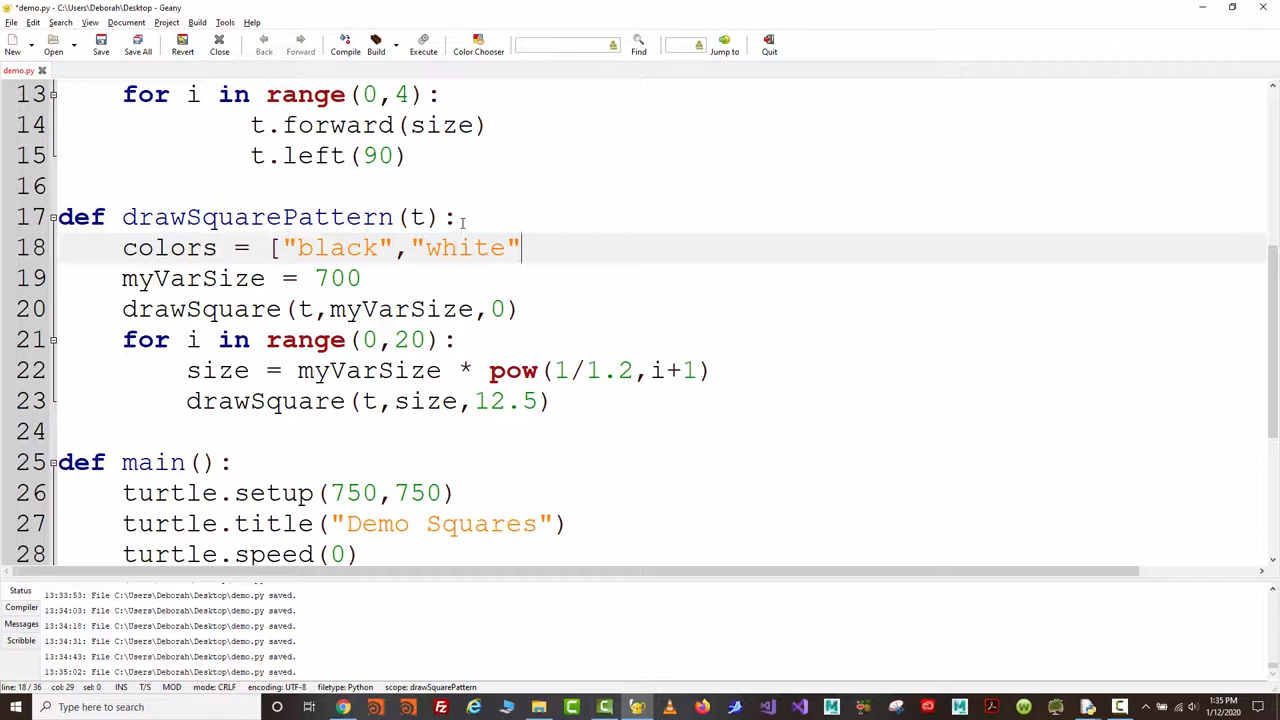 *demo.py - C:\Users\Deborah\Desktop - Geany
File Edit Search View Document Project Build Tools Help
New Open Save Save All Revert Close Back Forward Compile Build Execute Color Chooser Find Jump to Quit
demo.py
13 for i in range(0,4):
14 t.forward(size)
15 t.left(90)
16
17 def drawSquarePattern(t):
18 colors = ["black","white"
19 myVarSize = 700
20 drawSquare(t,myVarSize,0)
21 for i in range(0,20):
22 size = myVarSize * pow(1/1.2,i+1)
23 drawSquare(t,size,12.5)
24
25 def main():
26 turtle.setup(750,750)
27 turtle.title("Demo Squares")
28 turtle.speed(0)
Status
Compiler
Messages
Scribble
13:33:53: File C:\Users\Deborah\Desktop\demo.py saved.
13:34:03: File C:\Users\Deborah\Desktop\demo.py saved.
13:34:18: File C:\Users\Deborah\Desktop\demo.py saved.
13:34:31: File C:\Users\Deborah\Desktop\demo.py saved.
13:34:43: File C:\Users\Deborah\Desktop\demo.py saved.
13:35:02: File C:\Users\Deborah\Desktop\demo.py saved.
line: 18 / 36 col: 29 sel: 0 INS T/S MOD mode: CRLF encoding: UTF-8 filetype: Python scope: drawSquarePattern
Type here to search
1:35 PM
1/12/2020